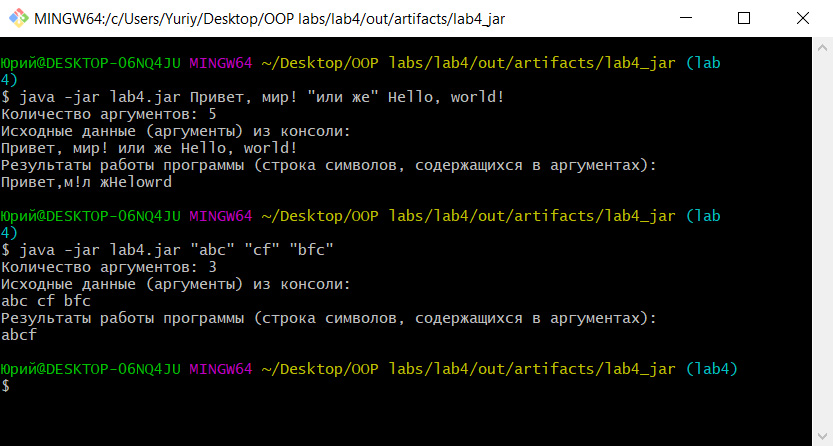 MINGW64:/c/Users/Yuriy/Desktop/OOP labs/lab4/out/artifacts/lab4_jar
Юрий@DESKTOP-O6NQ4JU MINGW64 ~/Desktop/OOP labs/lab4/out/artifacts/lab4_jar (lab
4)
$ java -jar lab4.jar Привет, мир! "или же" Hello, world!
Количество аргументов: 5
Исходные данные (аргументы) из консоли:
Привет, мир! или же Hello, world!
Результаты работы программы (строка символов, содержащихся в аргументах):
Привет,м!л жHelowrd
Юрий@DESKTOP-O6NQ4JU MINGW64 ~/Desktop/OOP labs/lab4/out/artifacts/lab4_jar (lab
4)
$ java -jar lab4.jar "abc" "cf" "bfc"
Количество аргументов: 3
Исходные данные (аргументы) из консоли:
abc cf bfc
Результаты работы программы (строка символов, содержащихся в аргументах):
abcf
Юрий@DESKTOP-O6NQ4JU MINGW64 ~/Desktop/OOP labs/lab4/out/artifacts/lab4_jar (lab4)
$